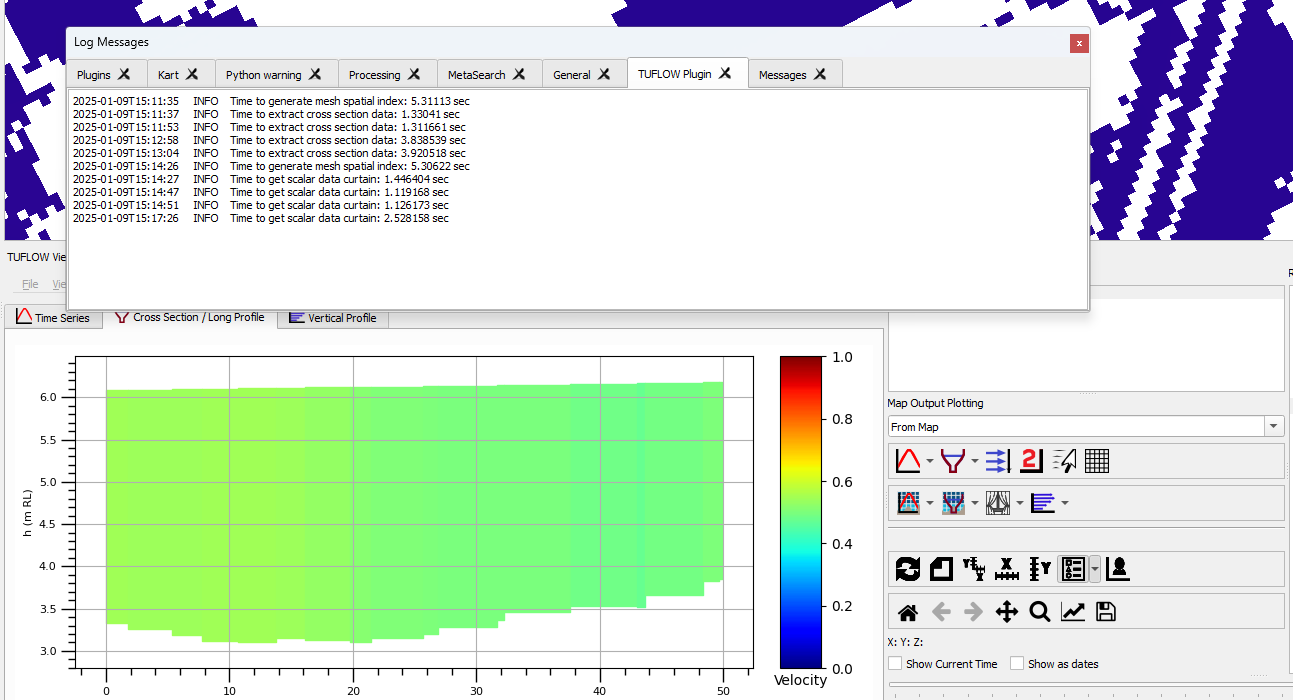 Log Messages
x
Plugins Kart Python warning Processing MetaSearch General TUFLOW Plugin Messages
2025-01-09T15:11:35 INFO Time to generate mesh spatial index: 5.31113 sec
2025-01-09T15:11:37 INFO Time to extract cross section data: 1.33041 sec
2025-01-09T15:11:53 INFO Time to extract cross section data: 1.311661 sec
2025-01-09T15:12:58 INFO Time to extract cross section data: 3.838539 sec
2025-01-09T15:13:04 INFO Time to extract cross section data: 3.920518 sec
2025-01-09T15:14:26 INFO Time to generate mesh spatial index: 5.30622 sec
2025-01-09T15:14:27 INFO Time to get scalar data curtain: 1.446404 sec
2025-01-09T15:14:47 INFO Time to get scalar data curtain: 1.119168 sec
2025-01-09T15:14:51 INFO Time to get scalar data curtain: 1.126173 sec
2025-01-09T15:17:26 INFO Time to get scalar data curtain: 2.528158 sec
TUFLOW Vie
File Vie
Time Series Cross Section / Long Profile Vertical Profile
h (m RL)
6.0
5.5
5.0
4.5
4.0
3.5
3.0
0 10 20 30 40 50
1.0
0.8
0.6
0.4
0.2
0.0
Velocity
Map Output Plotting
From Map
2
Y
X
Y
X: Y: Z:
Show Current Time Show as dates